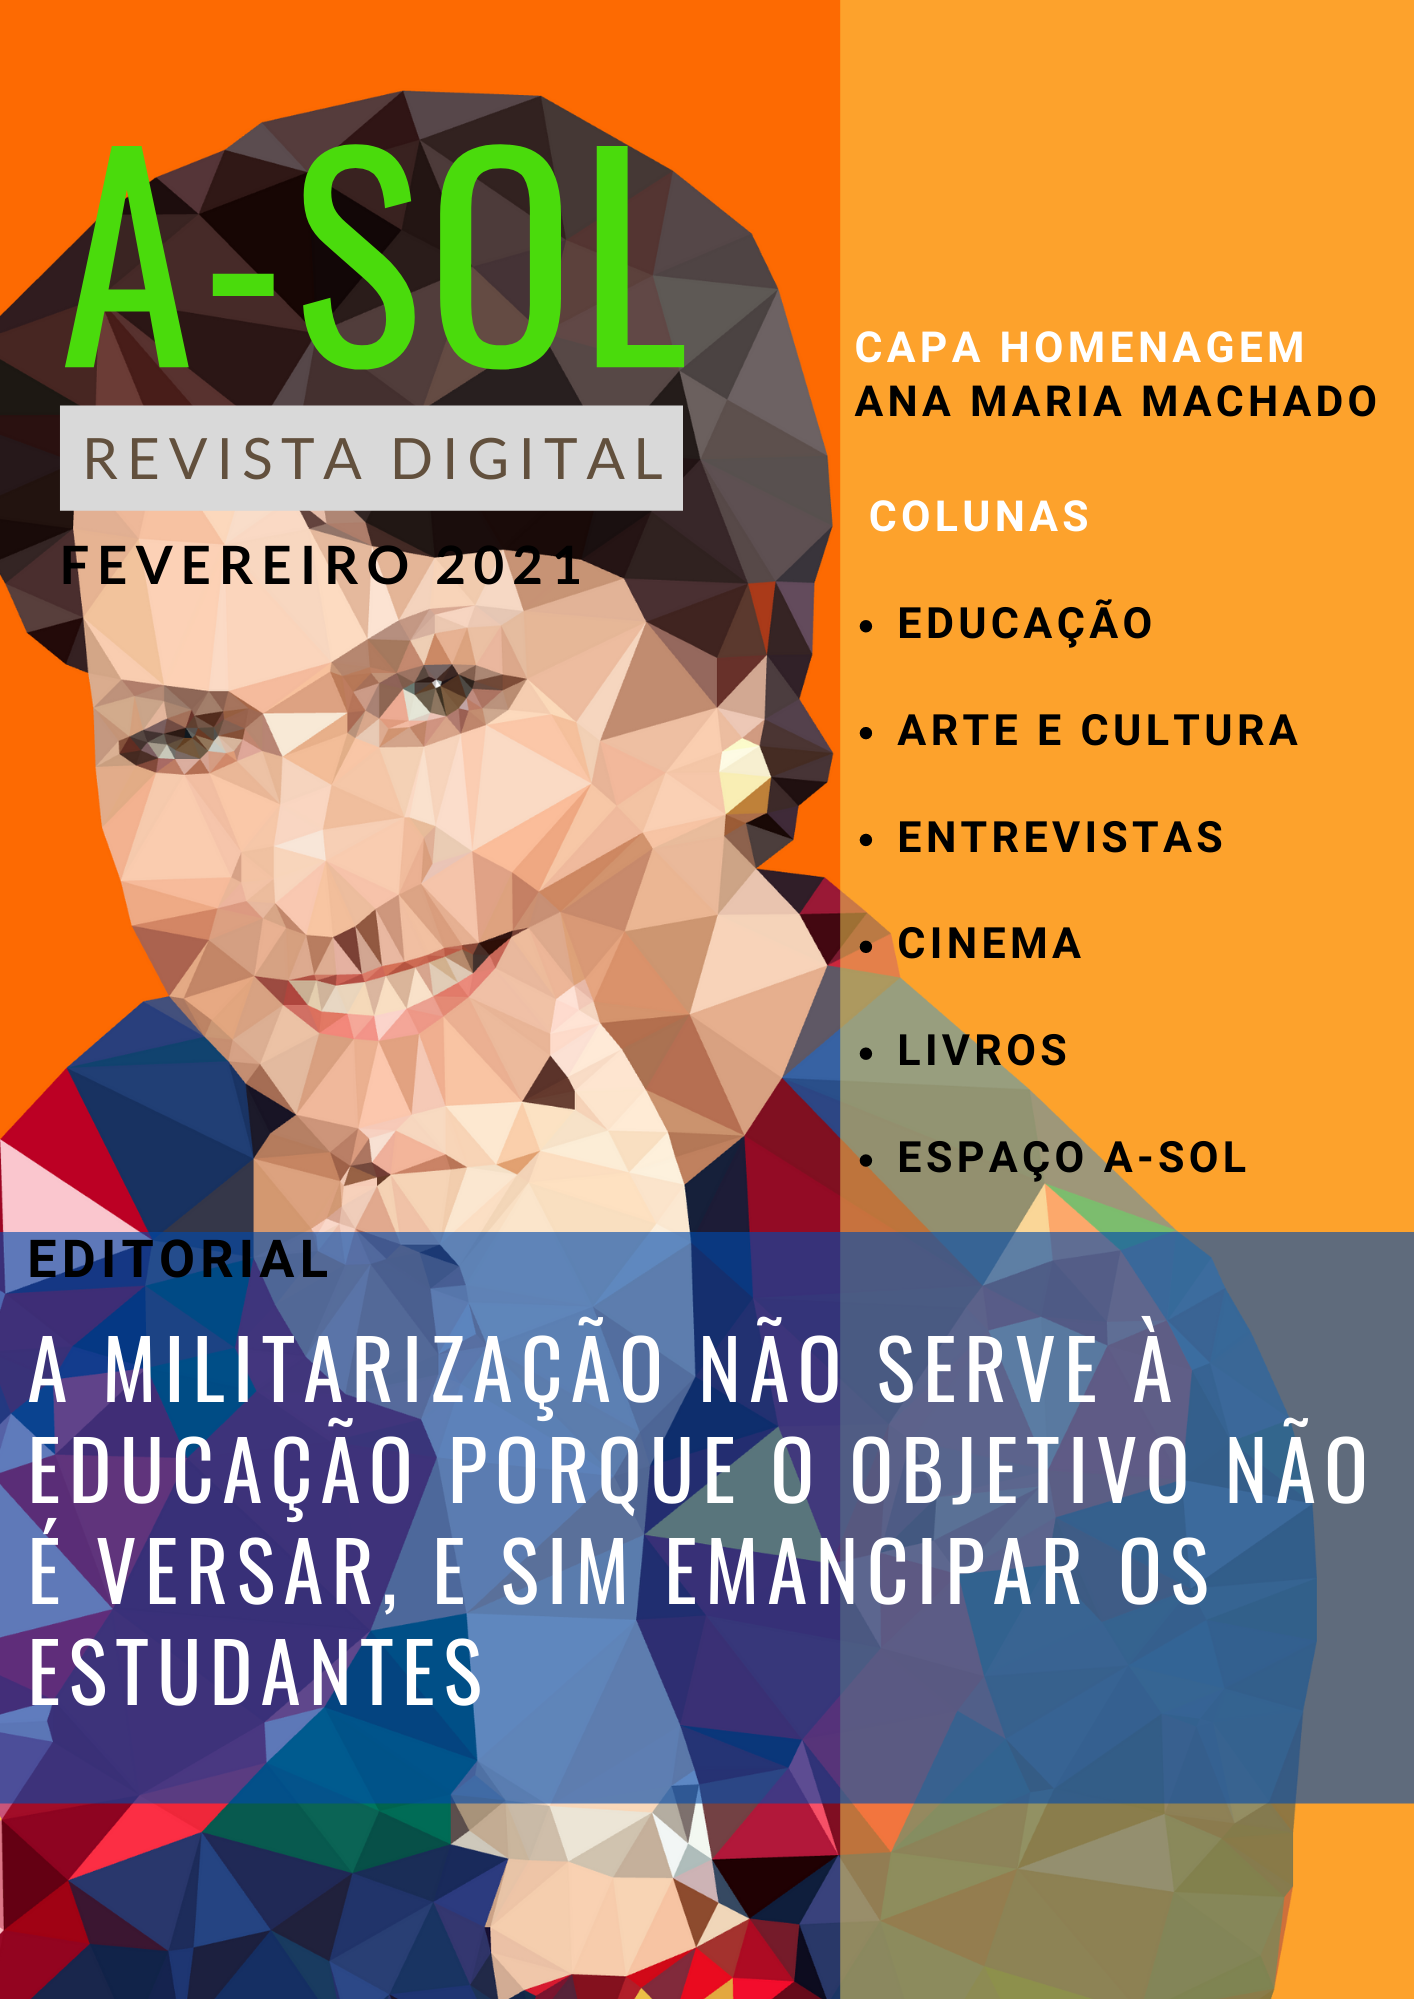 A-SOL
REVISTA DIGITAL
FEVEREIRO 2021
CAPA HOMENAGEM
ANA MARIA MACHADO
COLUNAS
• EDUCAÇÃO
• ARTE E CULTURA
• ENTREVISTAS
• CINEMA
• LIVROS
• ESPAÇO A-SOL
EDITORIAL
A MILITARIZAÇÃO NÃO SERVE À
EDUCAÇÃO PORQUE O OBJETIVO NÃO
É VERSAR, E SIM EMANCIPAR OS
ESTUDANTES